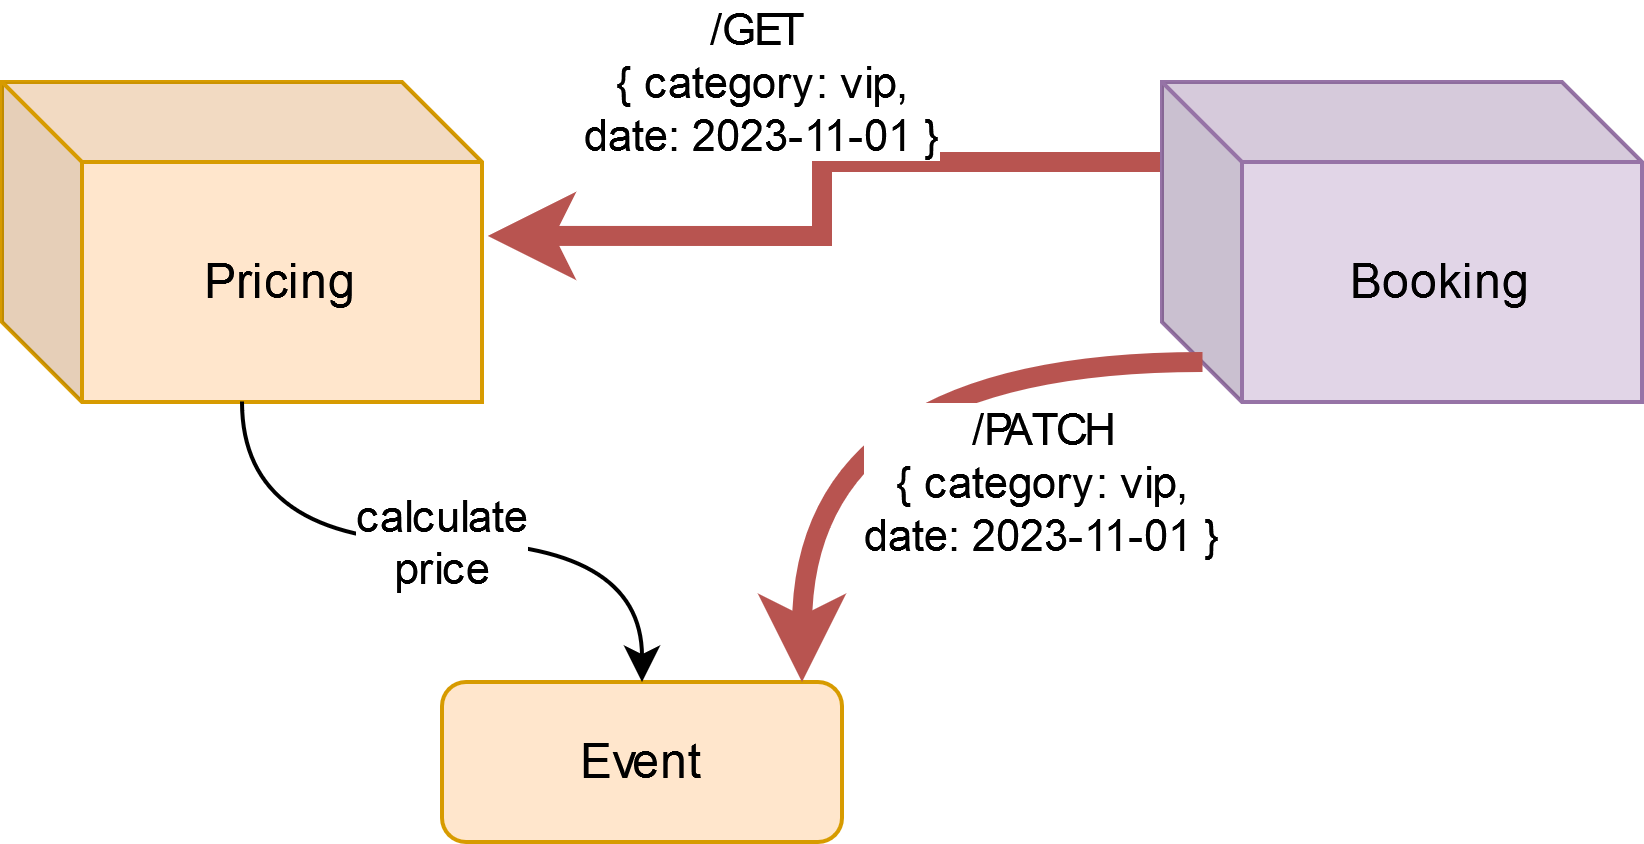 /GET
{ category: vip,
date: 2023-11-01 }
Pricing
Booking
/PATCH
{ category: vip,
date: 2023-11-01 }
calculate
price
Event